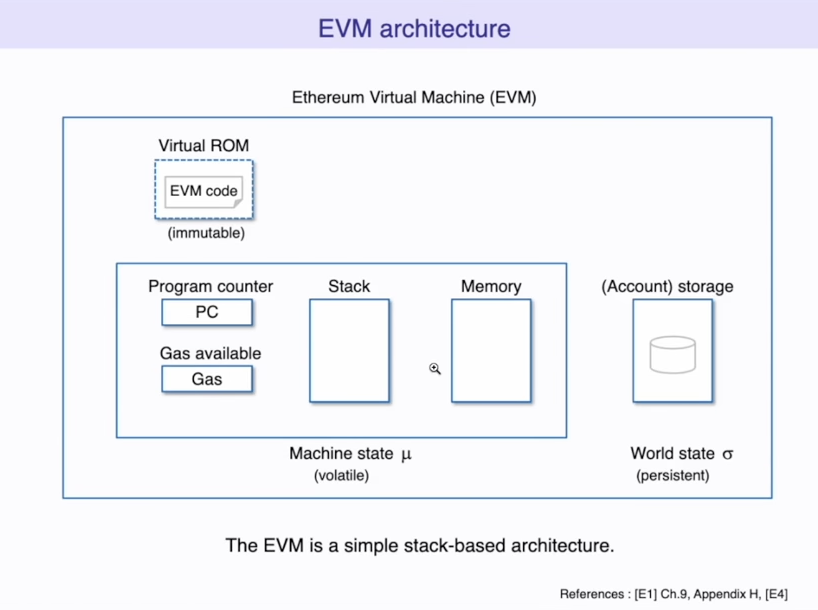 EVM architecture
Ethereum Virtual Machine (EVM)
Virtual ROM
EVM code
(immutable)
Program counter
PC
Gas available
Gas
Stack
Memory
(Account) storage
Machine state μ
(volatile)
World state σ
(persistent)
The EVM is a simple stack-based architecture.
References : [E1] Ch.9, Appendix H, [E4]